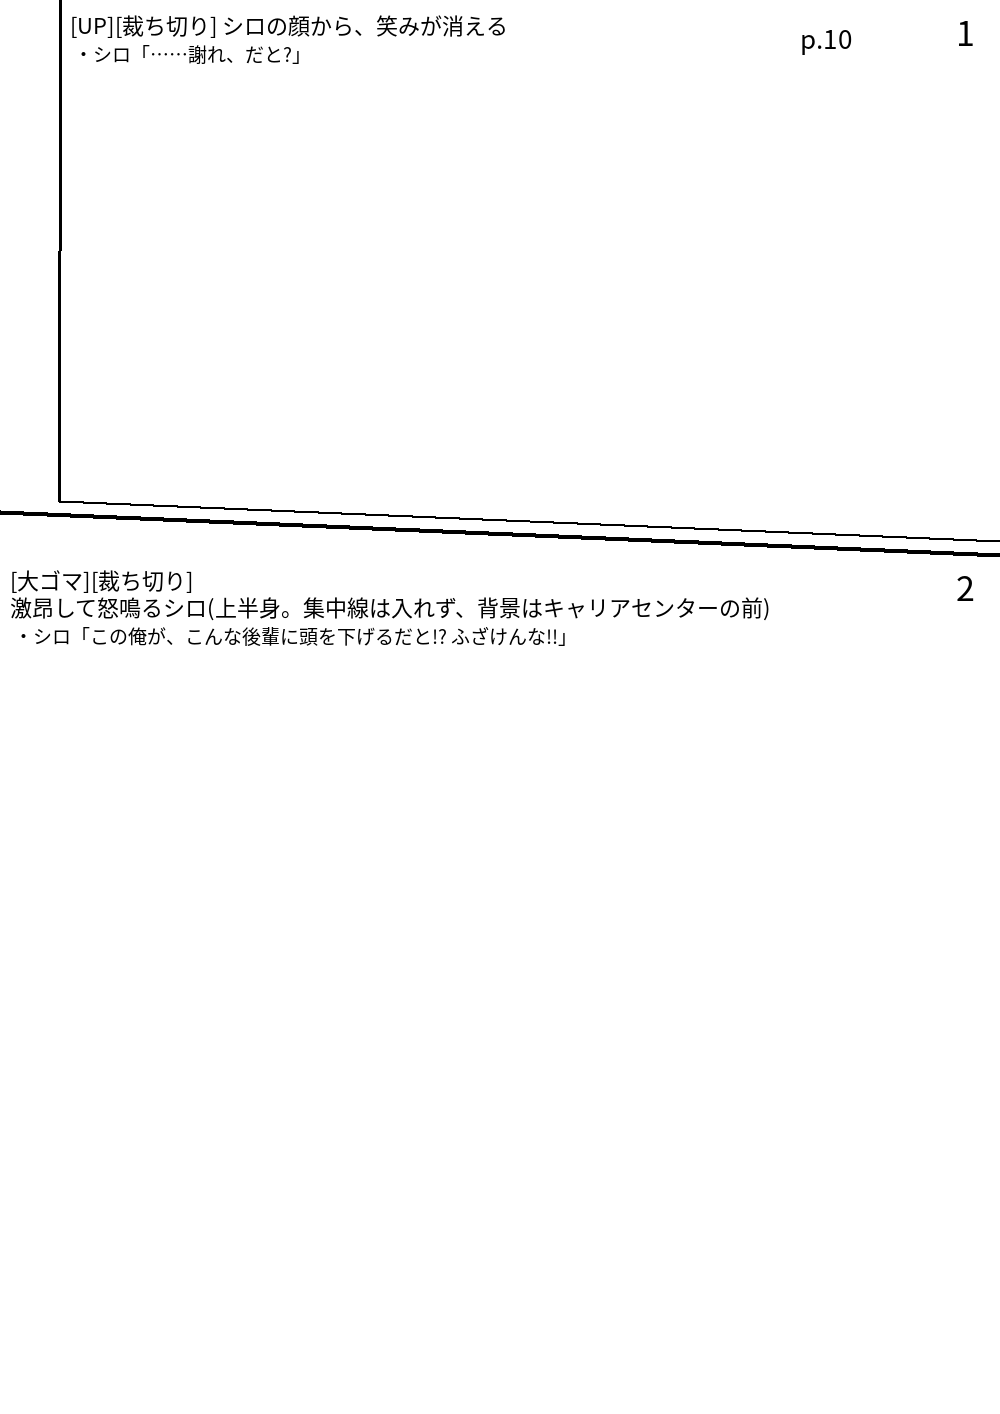 [UP][裁ち切り] シロの顔から、笑みが消える
・シロ「……謝れ、だと?」
p.10
1
[大ゴマ][裁ち切り]
激昂して怒鳴るシロ(上半身。集中線は入れず、背景はキャリアセンターの前)
・シロ「この俺が、こんな後輩に頭を下げるだと!? ふざけんな!!」
2